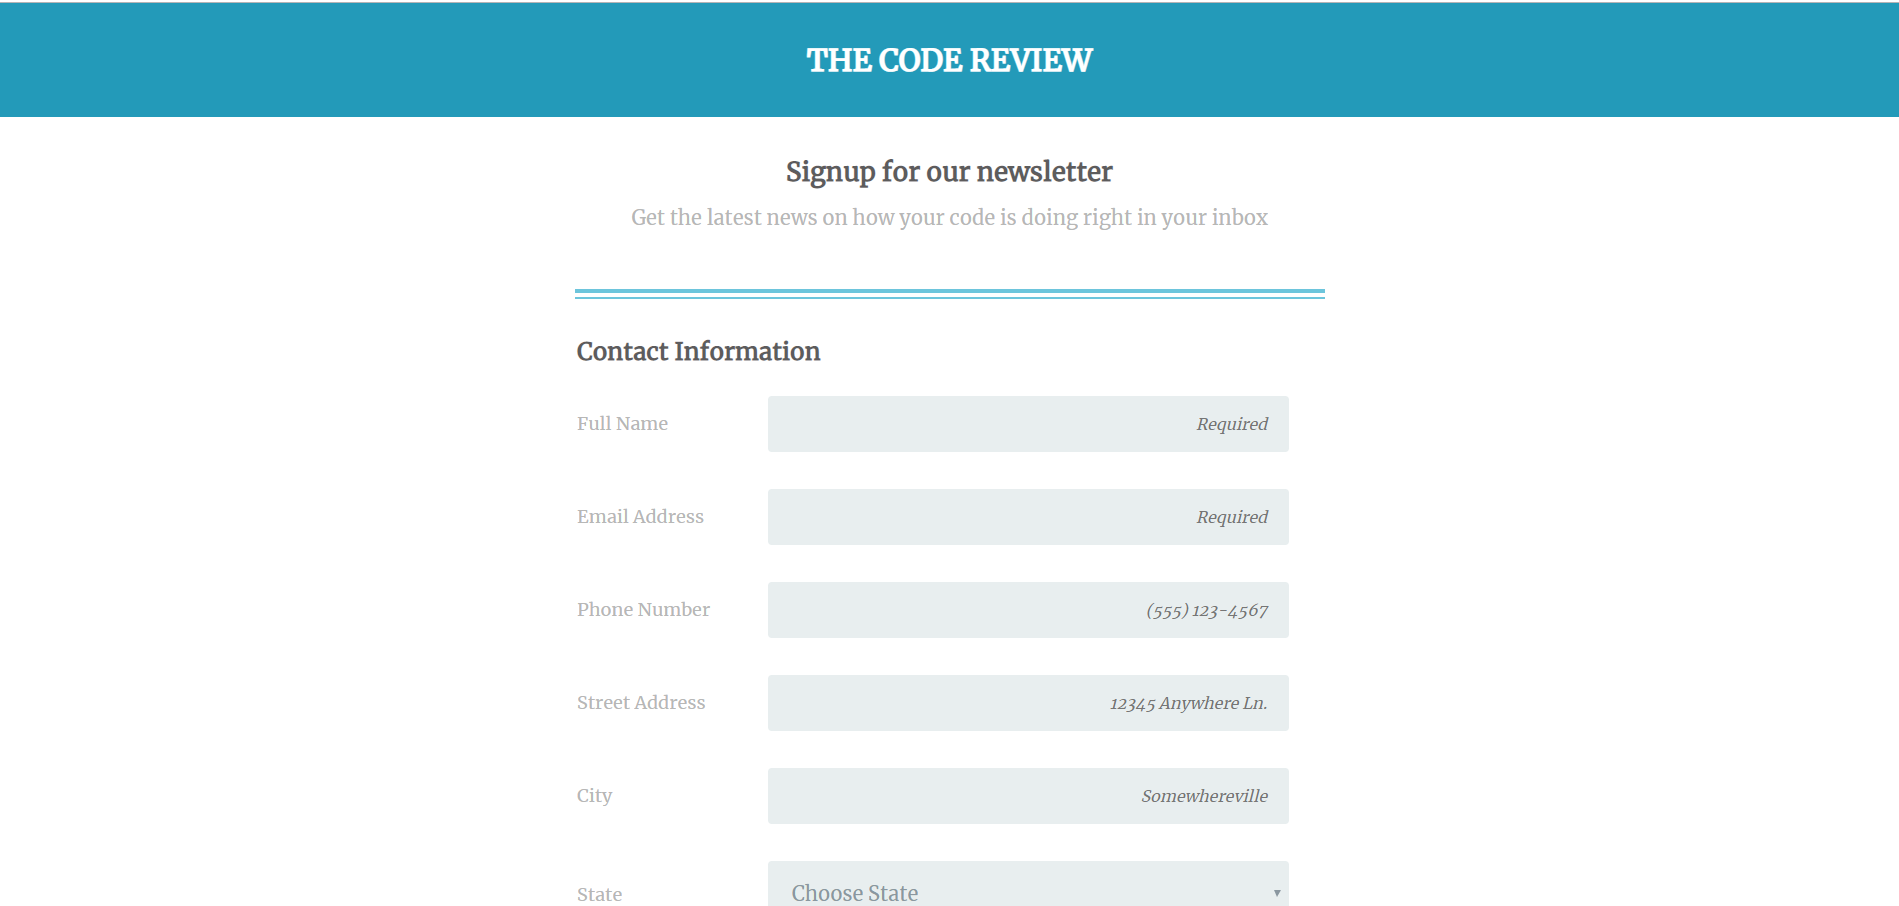 THE CODE REVIEW
Signup for our newsletter
Get the latest news on how your code is doing right in your inbox
Contact Information
Full Name Required
Email Address Required
Phone Number (555) 123-4567
Street Address 12345 Anywhere Ln.
City Somewhereville
State Choose State